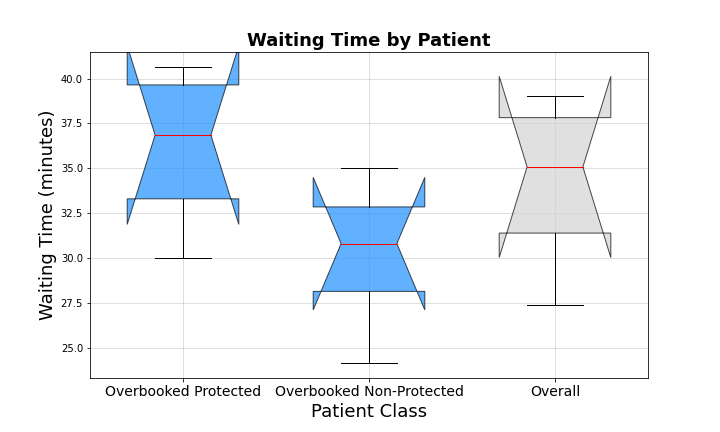 Waiting Time by Patient
Waiting Time (minutes)
40.0
37.5
35.0
32.5
30.0
27.5
25.0
Overbooked Protected
Overbooked Non-Protected
Overall
Patient Class